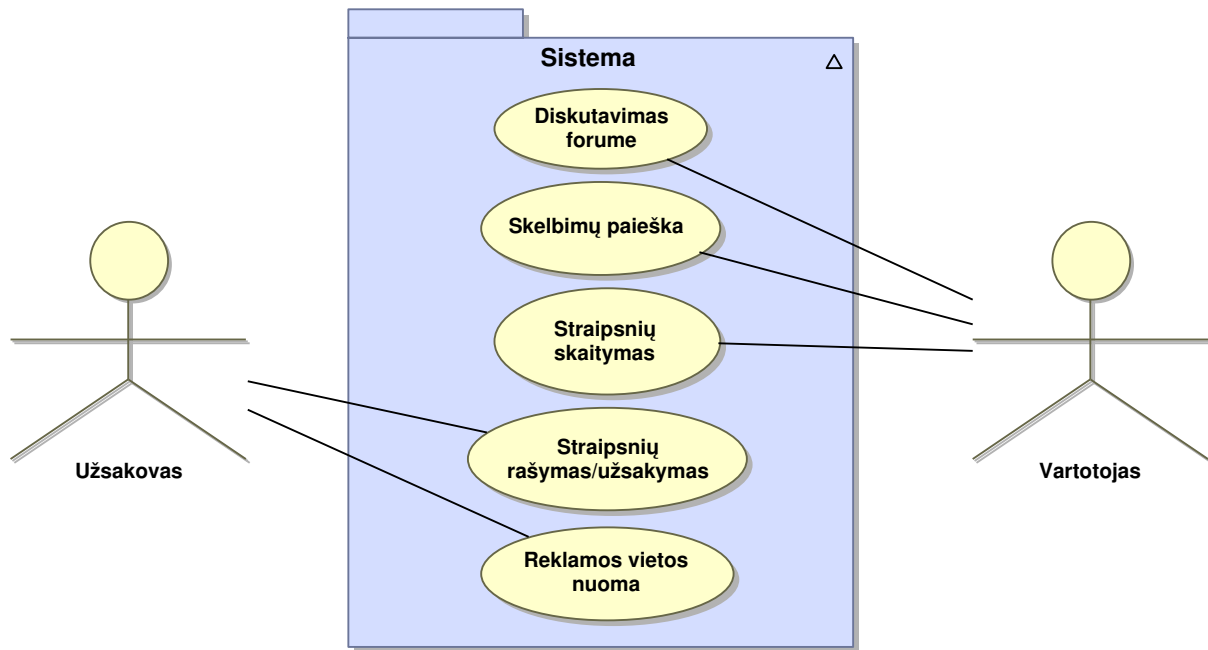 Sistema
Diskutavimas
forume
Skelbimų paieška
Straipsnių
skaitymas
Straipsnių
rašymas/užsakymas
Reklamos vietos
nuoma
Užsakovas
Vartotojas